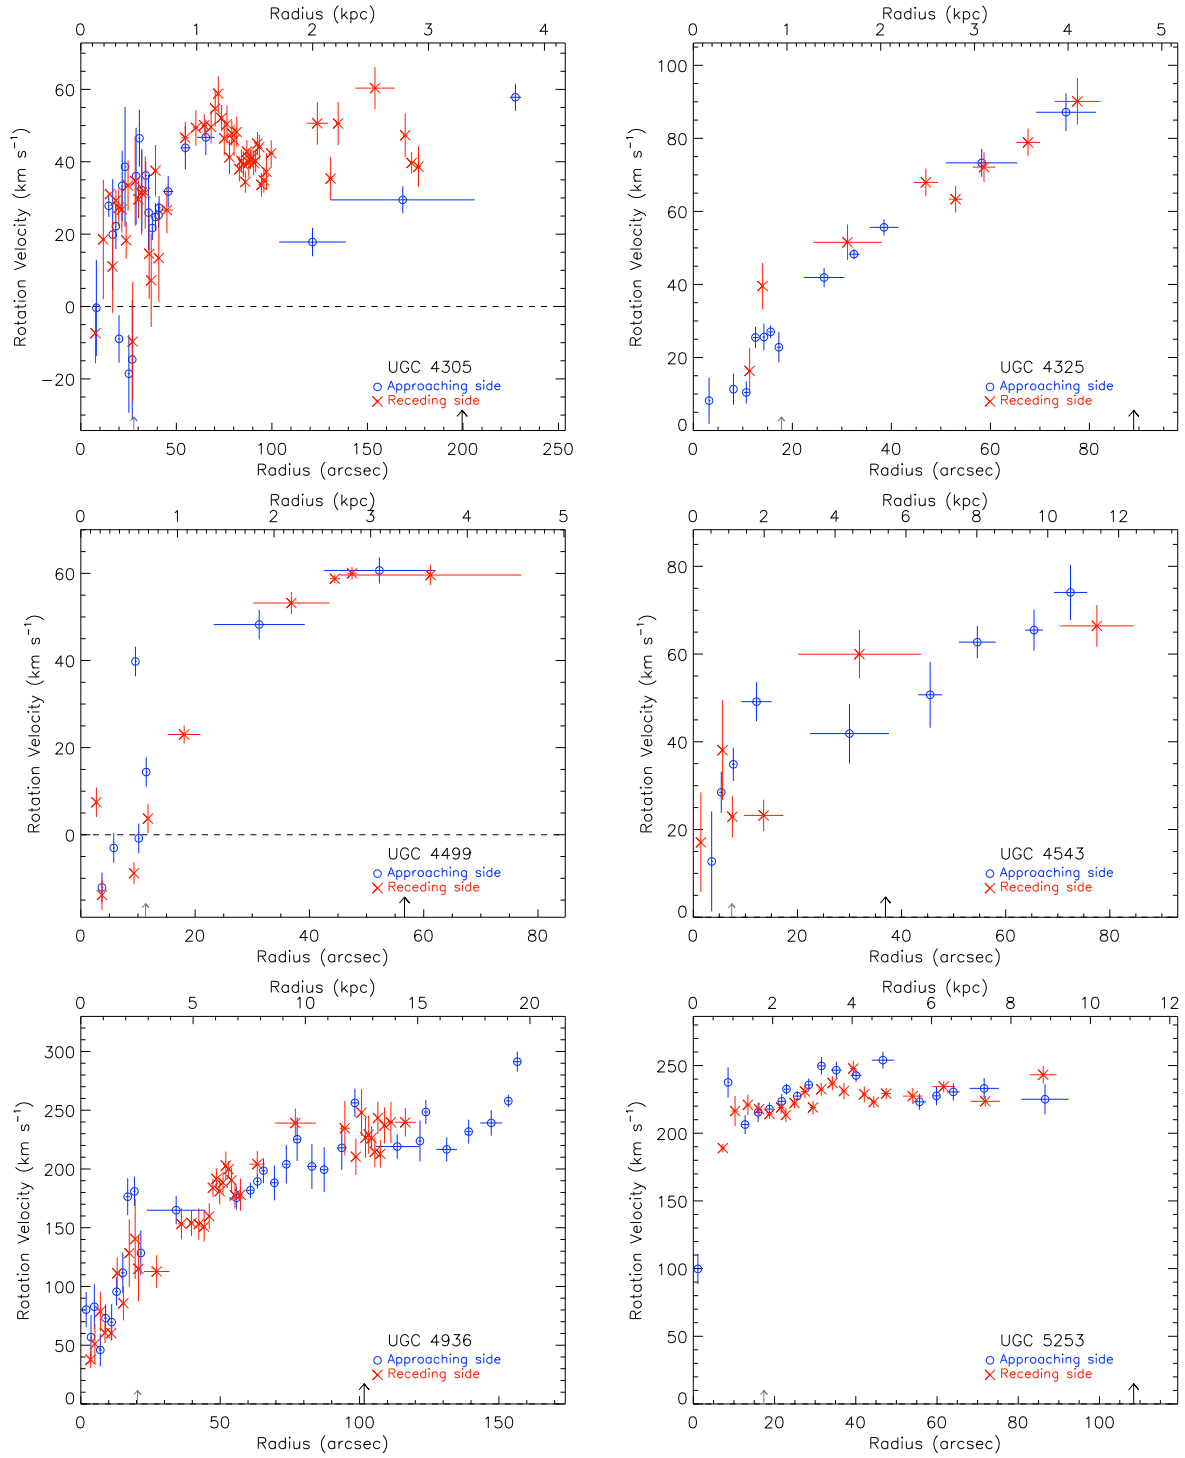 Radius (kpc)
0 1 2 3 4
Rotation Velocity (km s⁻¹)
60
40
20
0
−20
UGC 4305
Approaching side
Receding side
0 50 100 150 200 250
Radius (arcsec)
Radius (kpc)
0 1 2 3 4 5
Rotation Velocity (km s⁻¹)
100
80
60
40
20
0
UGC 4325
Approaching side
Receding side
0 20 40 60 80
Radius (arcsec)
Radius (kpc)
0 1 2 3 4 5
Rotation Velocity (km s⁻¹)
60
40
20
0
UGC 4499
Approaching side
Receding side
0 20 40 60 80
Radius (arcsec)
Radius (kpc)
0 2 4 6 8 10 12
Rotation Velocity (km s⁻¹)
80
60
40
20
0
UGC 4543
Approaching side
Receding side
0 20 40 60 80
Radius (arcsec)
Radius (kpc)
0 5 10 15 20
Rotation Velocity (km s⁻¹)
300
250
200
150
100
50
0
UGC 4936
Approaching side
Receding side
0 50 100 150
Radius (arcsec)
Radius (kpc)
0 2 4 6 8 10 12
Rotation Velocity (km s⁻¹)
250
200
150
100
50
0
UGC 5253
Approaching side
Receding side
0 20 40 60 80 100
Radius (arcsec)